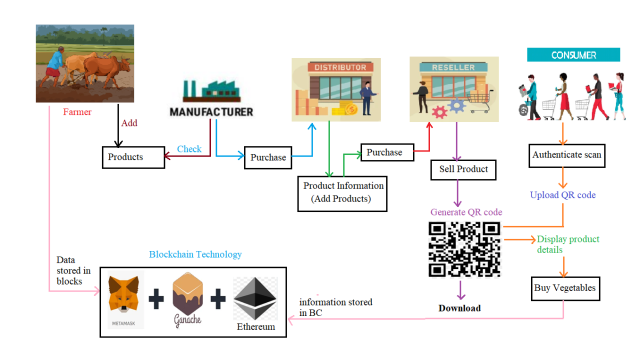 CONSUMER
DISTRIBUTOR
RESELLER
Farmer
MANUFACTURER
Add
Products
Check
Purchase
Purchase
Authenticate scan
Sell Product
Product Information
(Add Products)
Upload QR code
Generate QR code
Display product
details
Blockchain Technology
Data
stored in
blocks
Buy Vegetables
METAMASK
Ganache
Ethereum
information stored
in BC
Download